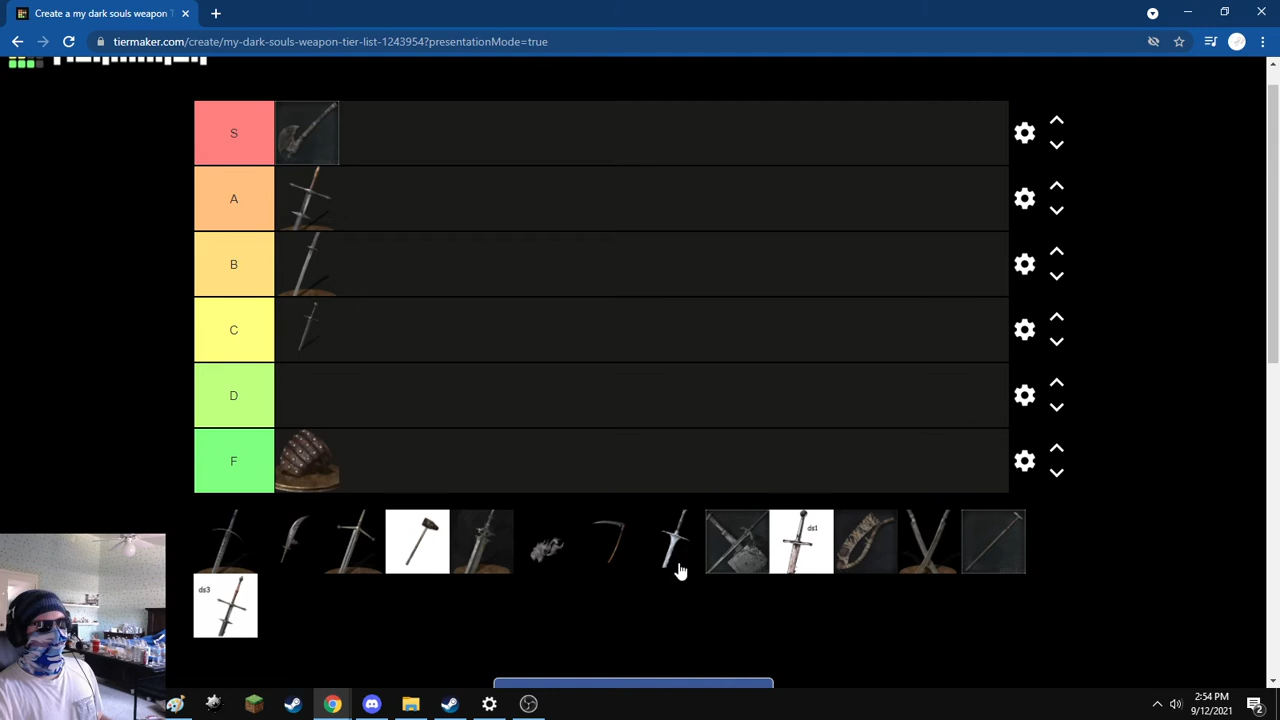 Create a my dark souls weapon T
tiermaker.com/create/my-dark-souls-weapon-tier-list-1243954?presentationMode=true
S
A
B
C
D
F
ds1
ds3
2:54 PM
9/12/2021
2